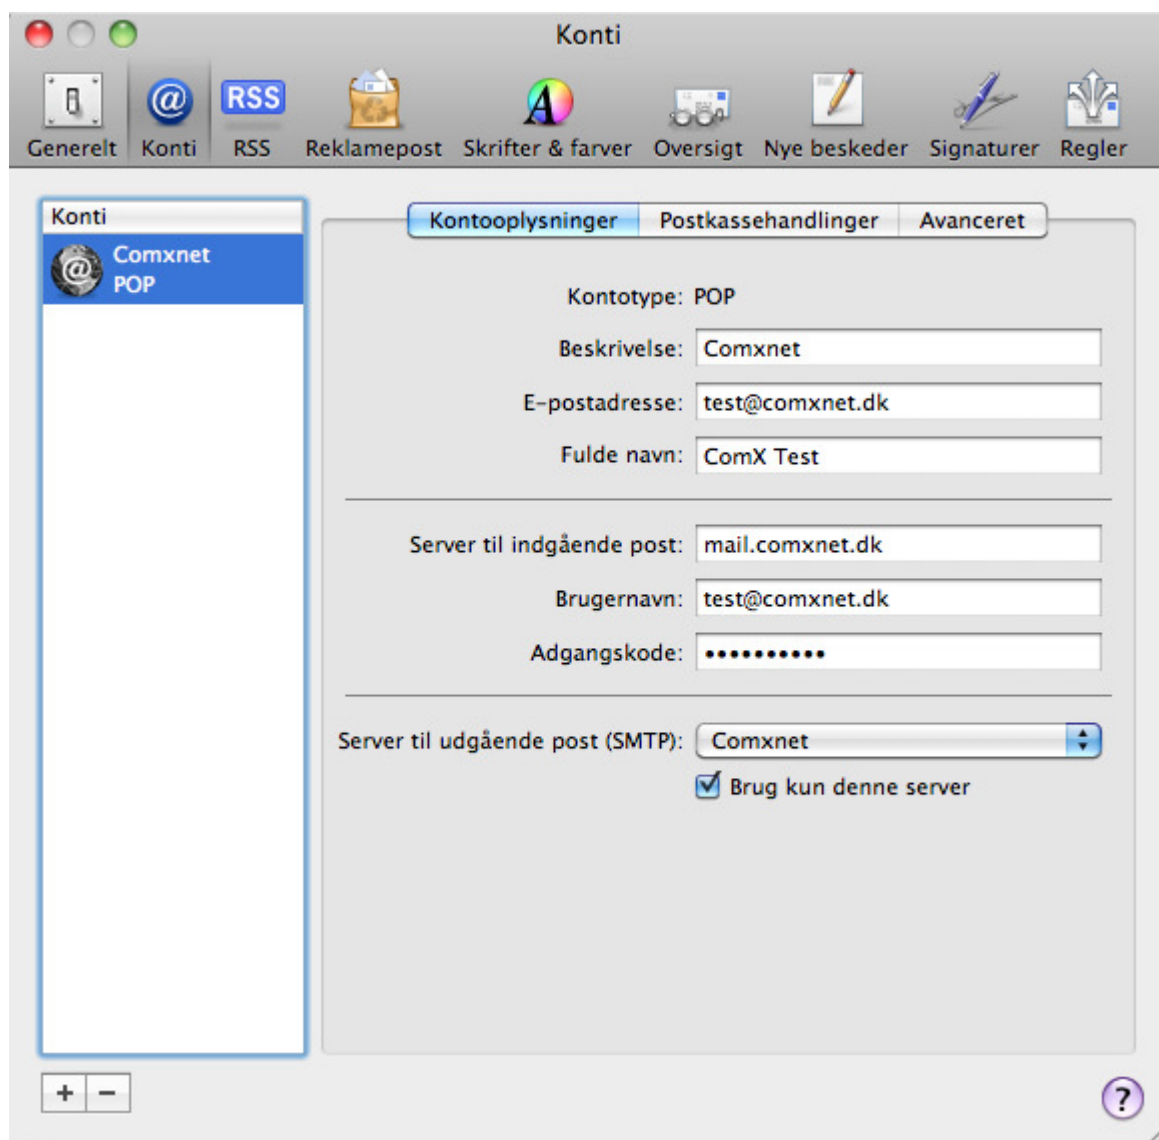 Konti
RSS
Generelt Konti RSS Reklamepost Skrifter & farver Oversigt Nye beskeder Signaturer Regler
Konti
Comxnet
POP
Kontooplysninger Postkassehandlinger Avanceret
Kontotype: POP
Beskrivelse: Comxnet
E-postadresse: test@comxnet.dk
Fulde navn: ComX Test
Server til indgående post: mail.comxnet.dk
Brugernavn: test@comxnet.dk
Adgangskode: ••••••••••
Server til udgående post (SMTP): Comxnet
Brug kun denne server